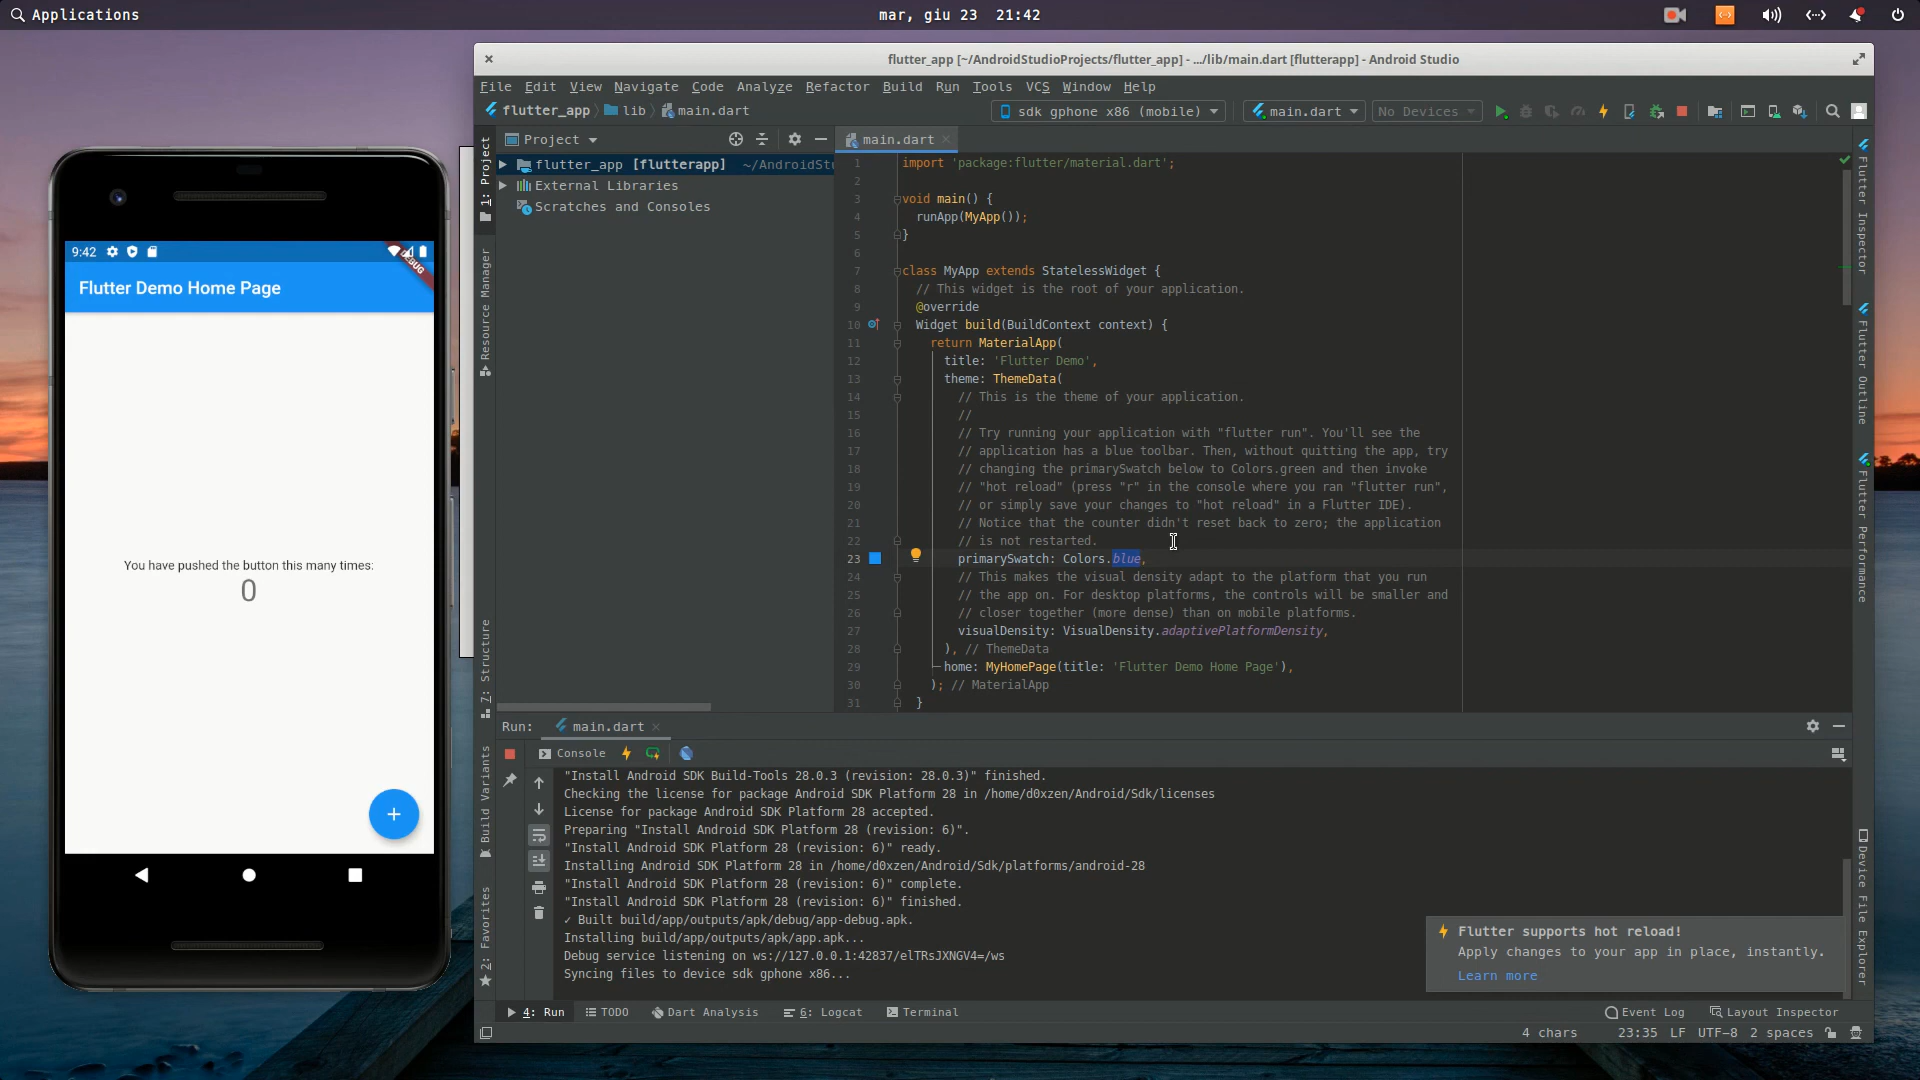 Applications
mar, giu 23 21:42
flutter_app [~/AndroidStudioProjects/flutter_app] - .../lib/main.dart [flutterapp] - Android Studio
File Edit View Navigate Code Analyze Refactor Build Run Tools VCS Window Help
flutter_app lib main.dart
sdk gphone x86 (mobile) main.dart No Devices
1: Project
Resource Manager
7: Structure
Build Variants
2: Favorites
Project
flutter_app [flutterapp] ~/AndroidStu
External Libraries
Scratches and Consoles
main.dart
1 import 'package:flutter/material.dart';
2
3 void main() {
4 runApp(MyApp());
5 }
6
7 class MyApp extends StatelessWidget {
8 // This widget is the root of your application.
9 @override
10 Widget build(BuildContext context) {
11 return MaterialApp(
12 title: 'Flutter Demo',
13 theme: ThemeData(
14 // This is the theme of your application.
15 //
16 // Try running your application with "flutter run". You'll see the
17 // application has a blue toolbar. Then, without quitting the app, try
18 // changing the primarySwatch below to Colors.green and then invoke
19 // "hot reload" (press "r" in the console where you ran "flutter run",
20 // or simply save your changes to "hot reload" in a Flutter IDE).
21 // Notice that the counter didn't reset back to zero; the application
22 // is not restarted.
23 primarySwatch: Colors.blue,
24 // This makes the visual density adapt to the platform that you run
25 // the app on. For desktop platforms, the controls will be smaller and
26 // closer together (more dense) than on mobile platforms.
27 visualDensity: VisualDensity.adaptivePlatformDensity,
28 ), // ThemeData
29 home: MyHomePage(title: 'Flutter Demo Home Page'),
30 ); // MaterialApp
31 }
Flutter Inspector
Flutter Outline
Flutter Performance
Device File Explorer
9:42
DEBUG
Flutter Demo Home Page
You have pushed the button this many times:
0
+
Run: main.dart
Console
"Install Android SDK Build-Tools 28.0.3 (revision: 28.0.3)" finished.
Checking the license for package Android SDK Platform 28 in /home/d0xzen/Android/Sdk/licenses
License for package Android SDK Platform 28 accepted.
Preparing "Install Android SDK Platform 28 (revision: 6)".
"Install Android SDK Platform 28 (revision: 6)" ready.
Installing Android SDK Platform 28 in /home/d0xzen/Android/Sdk/platforms/android-28
"Install Android SDK Platform 28 (revision: 6)" complete.
"Install Android SDK Platform 28 (revision: 6)" finished.
✓ Built build/app/outputs/apk/debug/app-debug.apk.
Installing build/app/outputs/apk/app.apk...
Debug service listening on ws://127.0.0.1:42837/elTRsJXNGV4=/ws
Syncing files to device sdk gphone x86...
Flutter supports hot reload!
Apply changes to your app in place, instantly.
Learn more
4: Run TODO Dart Analysis 6: Logcat Terminal Event Log Layout Inspector
4 chars 23:35 LF UTF-8 2 spaces